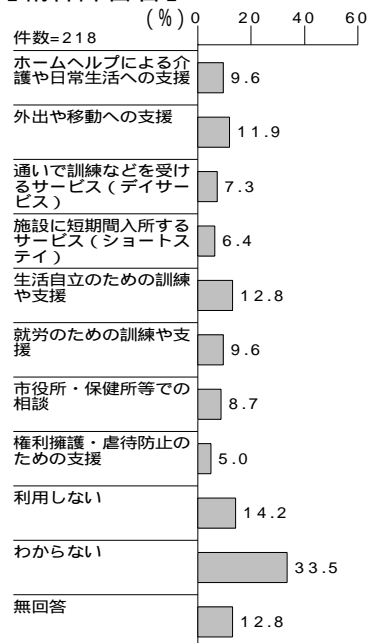 (%) 0 20 40 60
件数=218
ホームヘルプによる介
護や日常生活への支援
9.6
外出や移動への支援
11.9
通いで訓練などを受け
るサービス(デイサー
ビス)
7.3
施設に短期間入所する
サービス(ショートス
テイ)
6.4
生活自立のための訓練
や支援
12.8
就労のための訓練や支
援
9.6
市役所・保健所等での
相談
8.7
権利擁護・虐待防止の
ための支援
5.0
利用しない
14.2
わからない
33.5
無回答
12.8